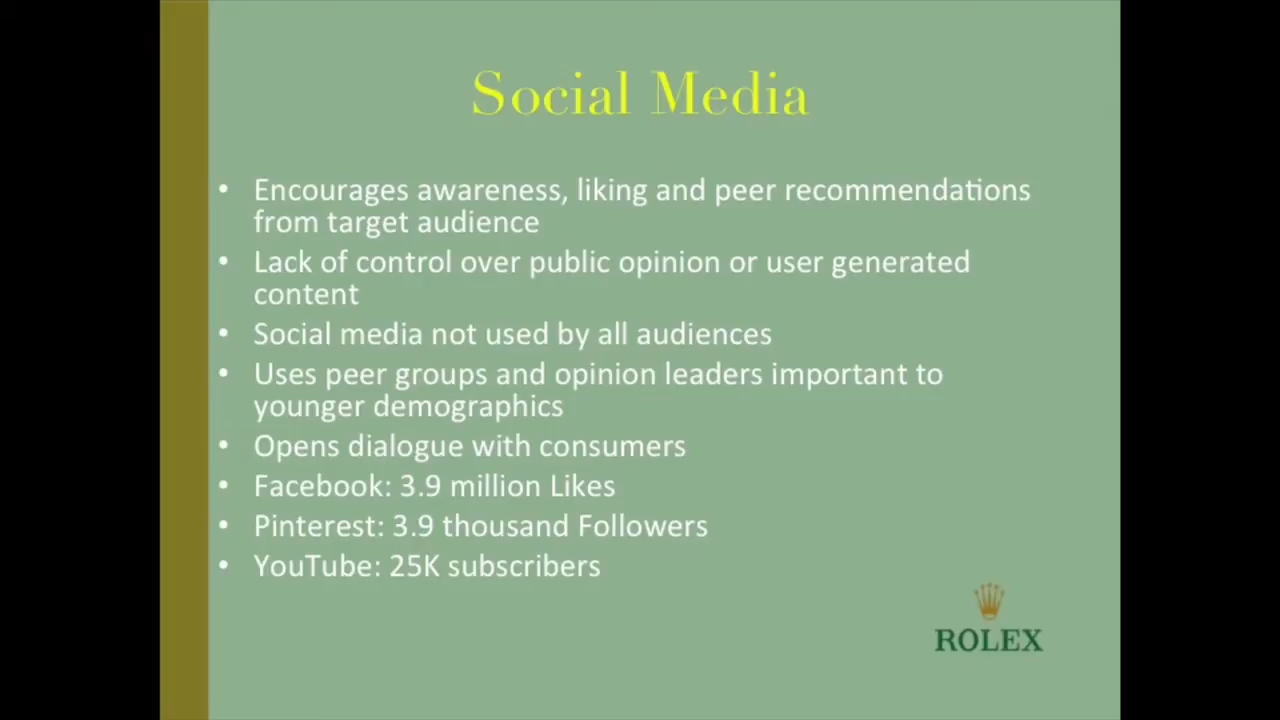 Social Media
• Encourages awareness, liking and peer recommendations
from target audience
• Lack of control over public opinion or user generated
content
• Social media not used by all audiences
• Uses peer groups and opinion leaders important to
younger demographics
• Opens dialogue with consumers
• Facebook: 3.9 million Likes
• Pinterest: 3.9 thousand Followers
• YouTube: 25K subscribers
ROLEX